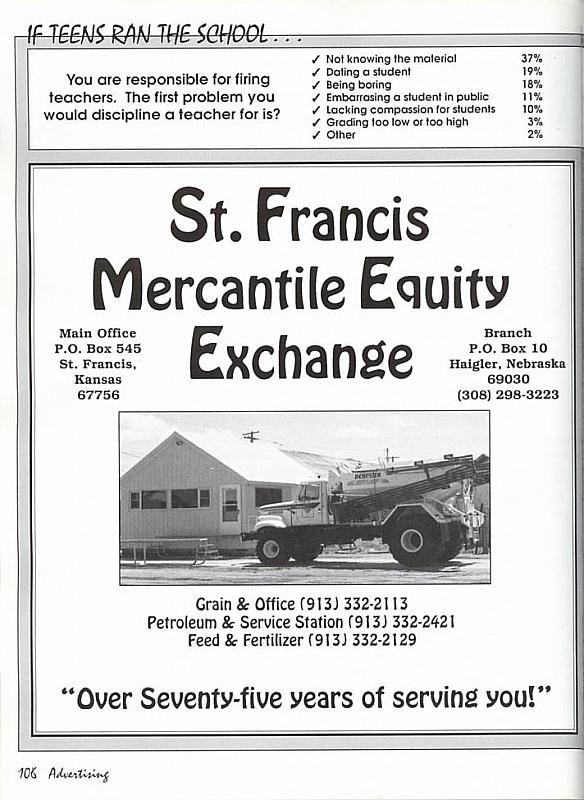 IF TEENS RAN THE SCHOOL . . .
You are responsible for firing
teachers. The first problem you
would discipline a teacher for is?
✓ Not knowing the material 37%
✓ Dating a student 19%
✓ Being boring 18%
✓ Embarrasing a student in public 11%
✓ Lacking compassion for students 10%
✓ Grading too low or too high 3%
✓ Other 2%
St. Francis
Mercantile Equity
Exchange
Main Office
P.O. Box 545
St. Francis,
Kansas
67756
Branch
P.O. Box 10
Haigler, Nebraska
69030
(308) 298-3223
DEMPSTER
Grain & Office (913) 332-2113
Petroleum & Service Station (913) 332-2421
Feed & Fertilizer (913) 332-2129
“Over Seventy-five years of serving you!”
106 Advertising